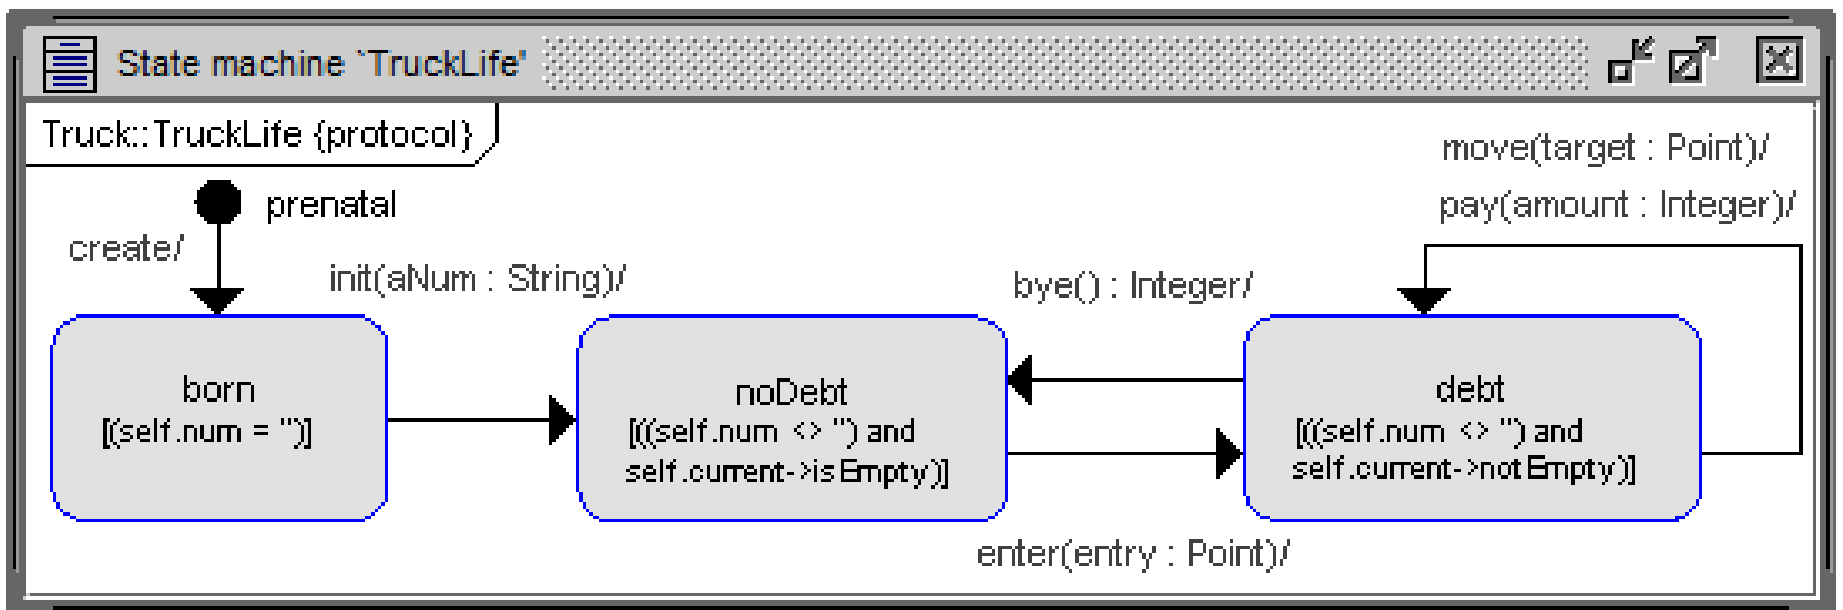 State machine `TruckLife'
Truck::TruckLife {protocol}
move(target : Point)/
prenatal
pay(amount : Integer)/
create/
init(aNum : String)/
bye() : Integer/
born
[(self.num = '')]
noDebt
[((self.num <> '') and
self.current->isEmpty)]
debt
[((self.num <> '') and
self.current->notEmpty)]
enter(entry : Point)/